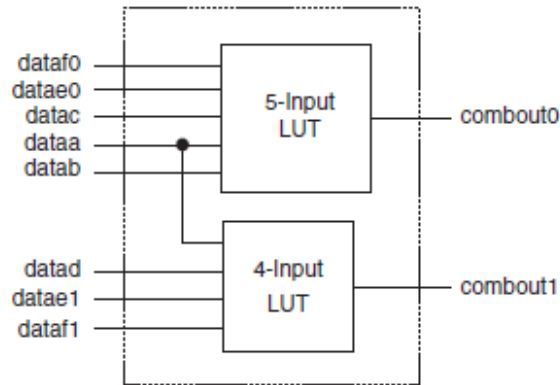 dataf0
datae0
datac
dataa
datab
5-Input
LUT
combout0
datad
datae1
dataf1
4-Input
LUT
combout1